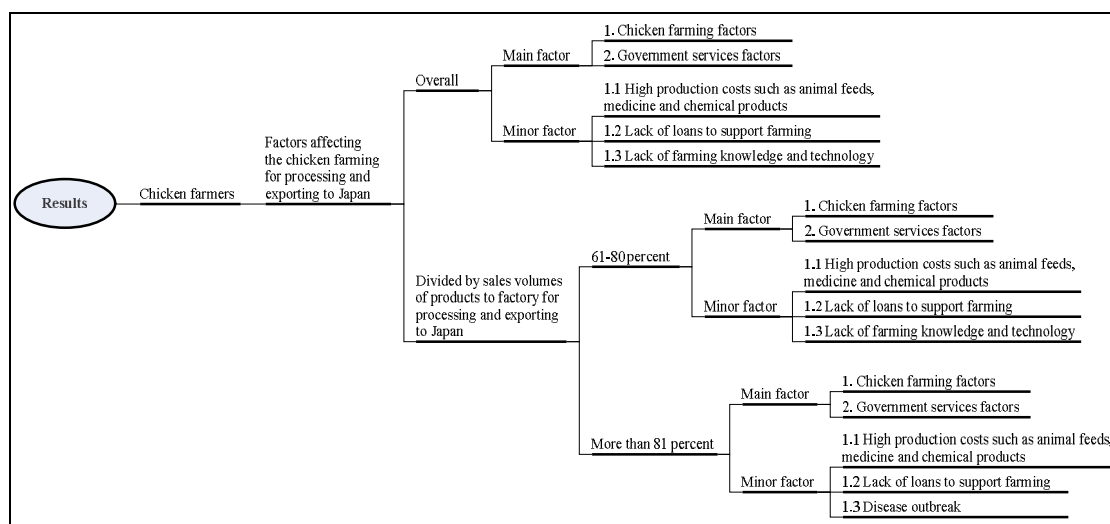 Results
Chicken farmers
Factors affecting
the chicken farming
for processing and
exporting to Japan
Overall
Main factor
1. Chicken farming factors
2. Government services factors
Minor factor
1.1 High production costs such as animal feeds,
medicine and chemical products
1.2 Lack of loans to support farming
1.3 Lack of farming knowledge and technology
Divided by sales volumes
of products to factory for
processing and exporting
to Japan
61-80 percent
Main factor
1. Chicken farming factors
2. Government services factors
Minor factor
1.1 High production costs such as animal feeds,
medicine and chemical products
1.2 Lack of loans to support farming
1.3 Lack of farming knowledge and technology
More than 81 percent
Main factor
1. Chicken farming factors
2. Government services factors
Minor factor
1.1 High production costs such as animal feeds,
medicine and chemical products
1.2 Lack of loans to support farming
1.3 Disease outbreak